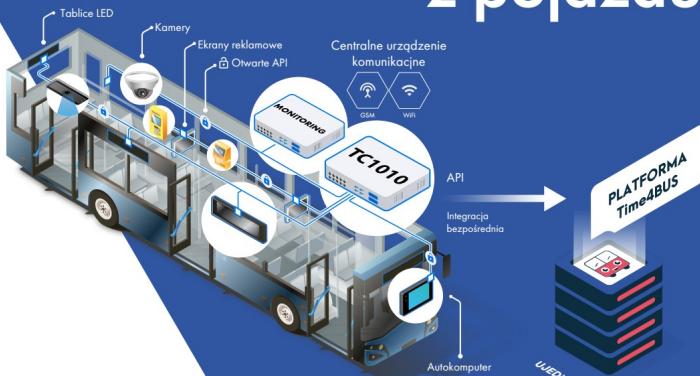 Tablice LED
Kamery
Ekrany reklamowe
Otwarte API
Centralne urządzenie
komunikacyjne
GSM
WiFi
MONITORING
TC1010
API
Integracja
bezpośrednia
PLATFORMA
Time4BUS
Autokomputer